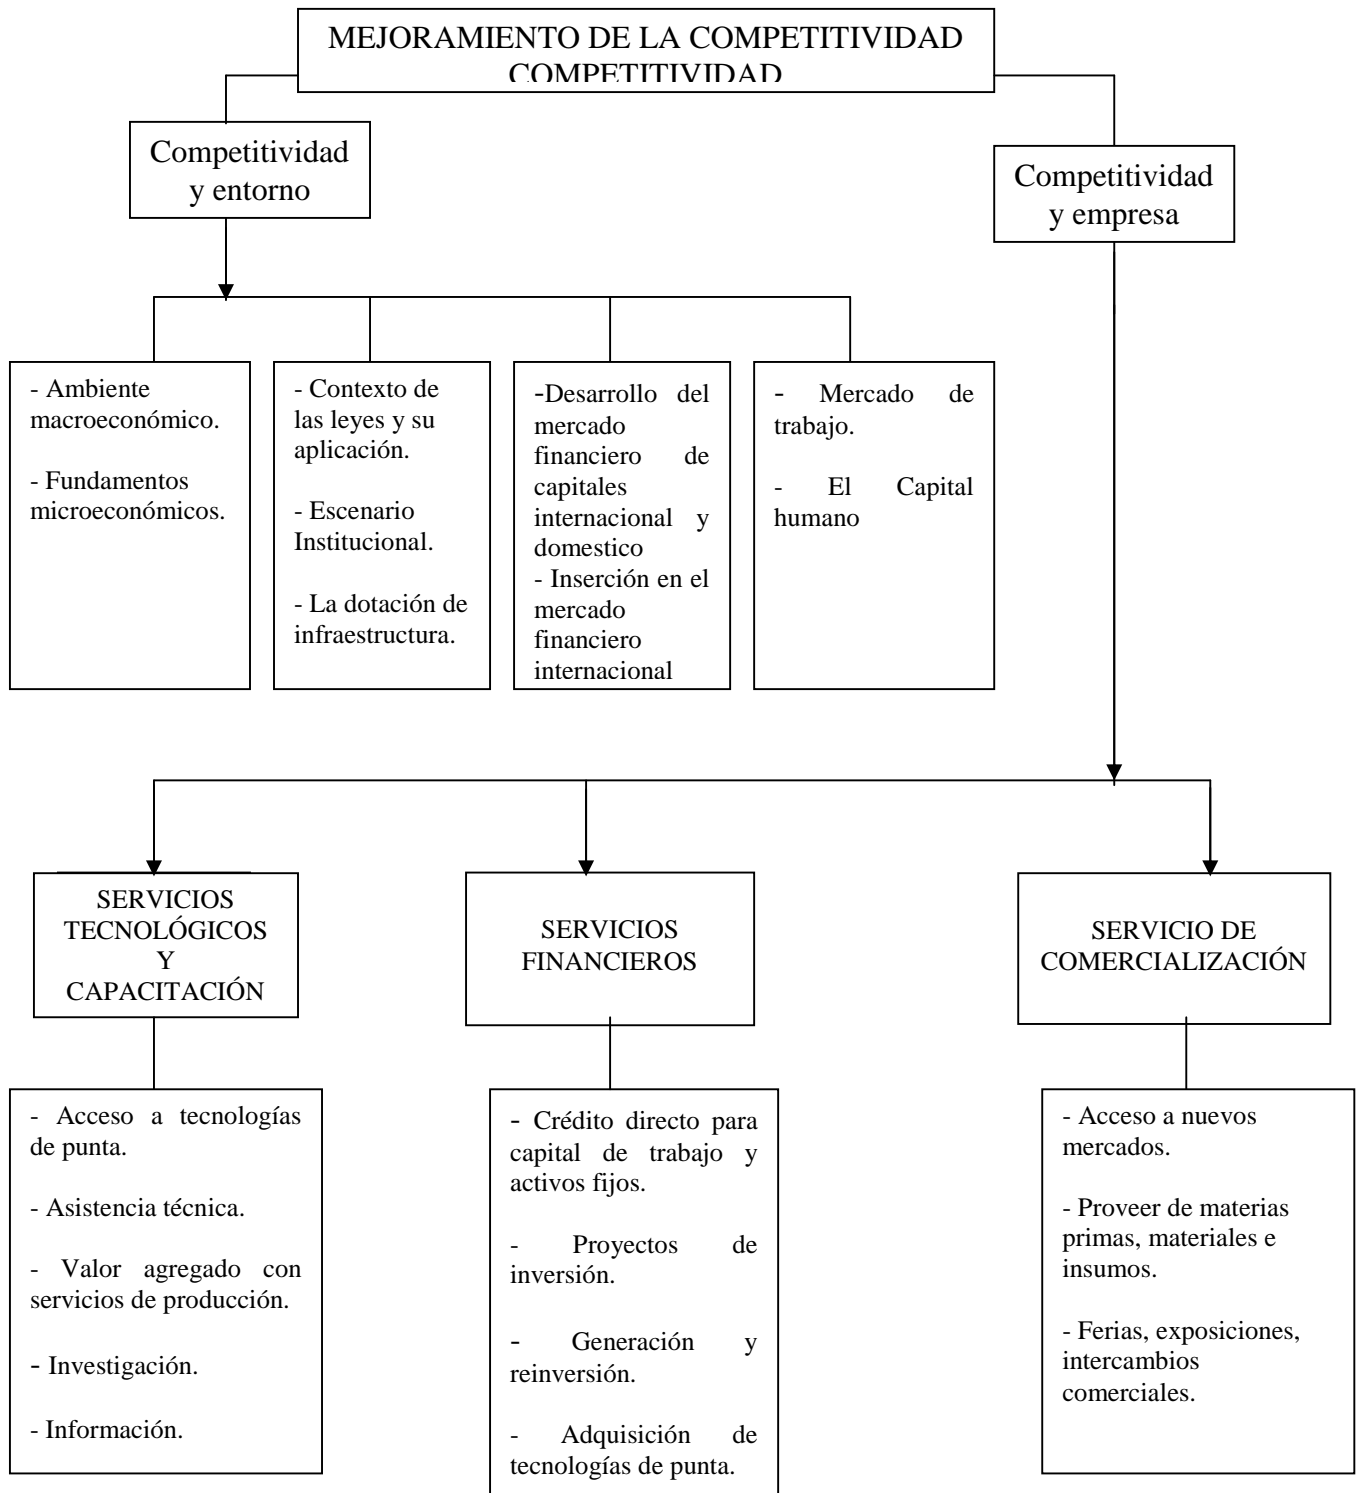 MEJORAMIENTO DE LA COMPETITIVIDAD
COMPETITIVIDAD
Competitividad
y entorno
Competitividad
y empresa
- Ambiente
macroeconómico.
- Fundamentos
microeconómicos.
- Contexto de
las leyes y su
aplicación.
- Escenario
Institucional.
- La dotación de
infraestructura.
-Desarrollo del
mercado
financiero de
capitales
internacional y
domestico
- Inserción en el
mercado
financiero
internacional
- Mercado de
trabajo.
- El Capital
humano
SERVICIOS
TECNOLÓGICOS
Y
CAPACITACIÓN
SERVICIOS
FINANCIEROS
SERVICIO DE
COMERCIALIZACIÓN
- Acceso a tecnologías
de punta.
- Asistencia técnica.
- Valor agregado con
servicios de producción.
- Investigación.
- Información.
- Crédito directo para
capital de trabajo y
activos fijos.
- Proyectos de
inversión.
- Generación y
reinversión.
- Adquisición de
tecnologías de punta.
- Acceso a nuevos
mercados.
- Proveer de materias
primas, materiales e
insumos.
- Ferias, exposiciones,
intercambios
comerciales.